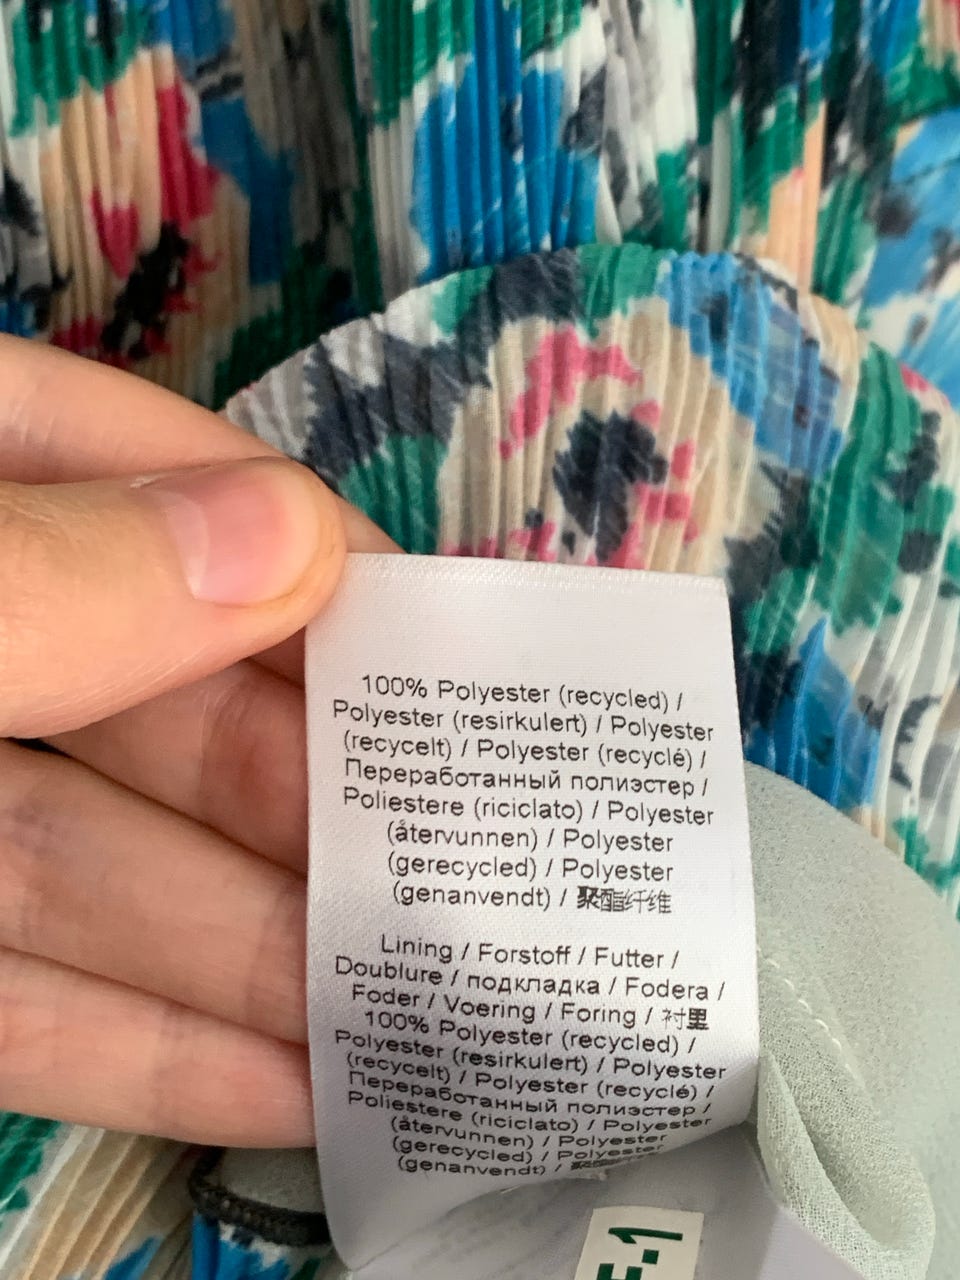 100% Polyester (recycled) /
Polyester (resirkulert) / Polyester
(recycelt) / Polyester (recyclé) /
Переработанный полиэстер /
Poliestere (riciclato) / Polyester
(återvunnen) / Polyester
(gerecycled) / Polyester
(genanvendt) / 聚酯纤维
Lining / Forstoff / Futter /
Doublure / подкладка / Fodera /
Foder / Voering / Foring / 衬里
100% Polyester (recycled) /
Polyester (resirkulert) / Polyester
(recycelt) / Polyester (recyclé) /
Переработанный полиэстер /
Poliestere (riciclato) / Polyester
(återvunnen) / Polyester
(gerecycled) / Polyester
(genanvendt) /